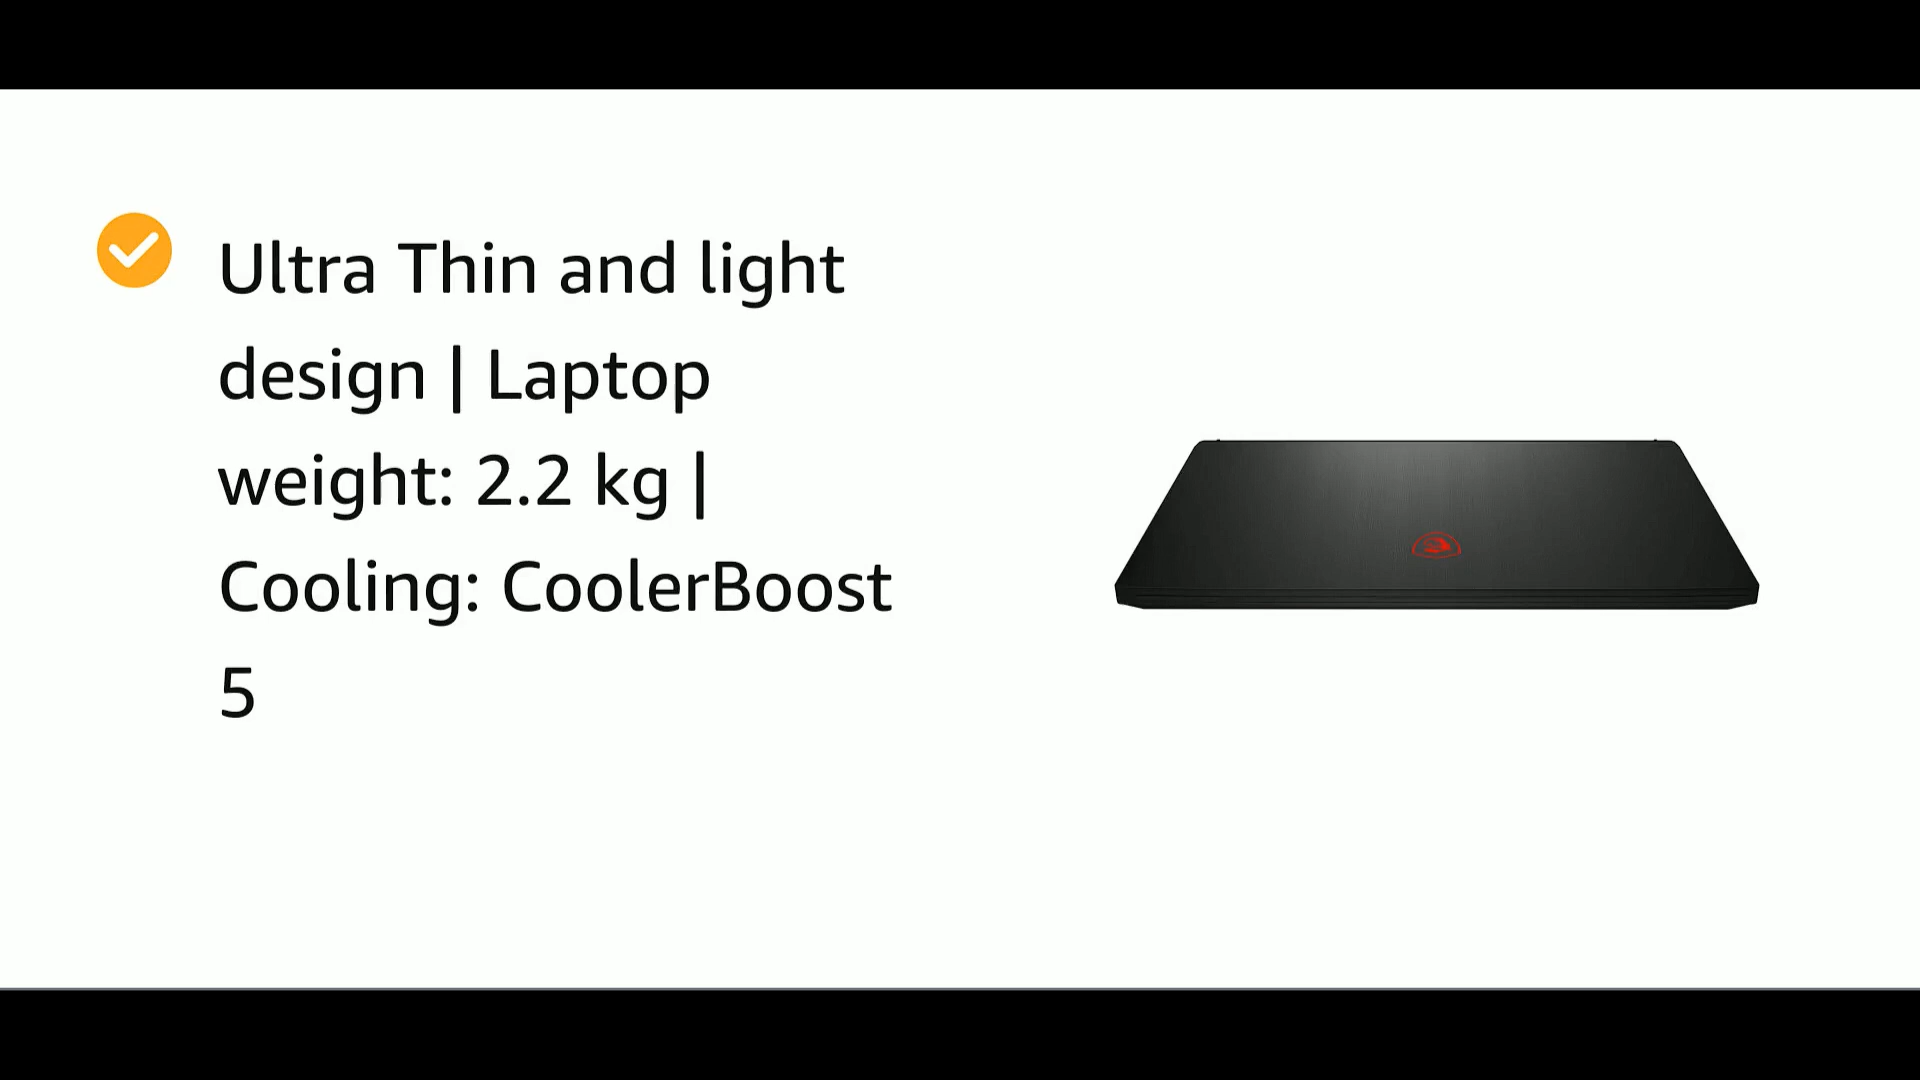 Ultra Thin and light
design | Laptop
weight: 2.2 kg |
Cooling: CoolerBoost
5